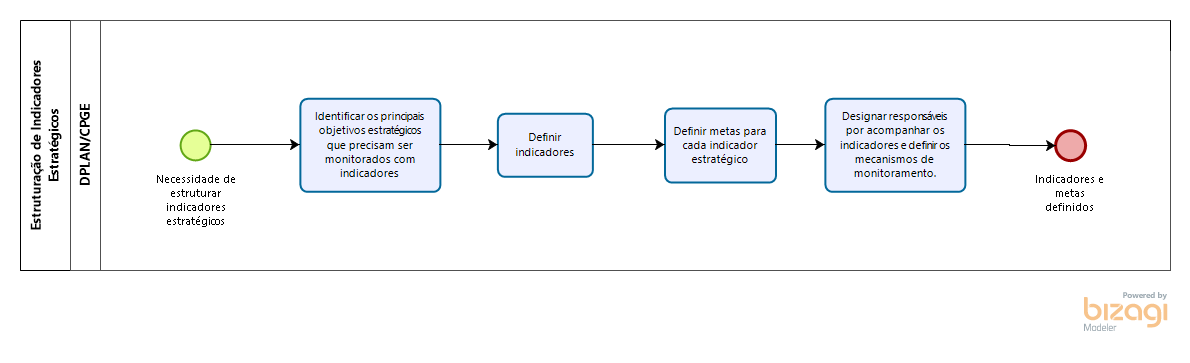 Estruturação de Indicadores
Estratégicos
DPLAN/CPGE
Necessidade de
estruturar
indicadores
estratégicos
Identificar os principais
objetivos estratégicos
que precisam ser
monitorados com
indicadores
Definir
indicadores
Definir metas para
cada indicador
estratégico
Designar responsáveis
por acompanhar os
indicadores e definir os
mecanismos de
monitoramento.
Indicadores e
metas
definidos
Powered by
bizagi
Modeler